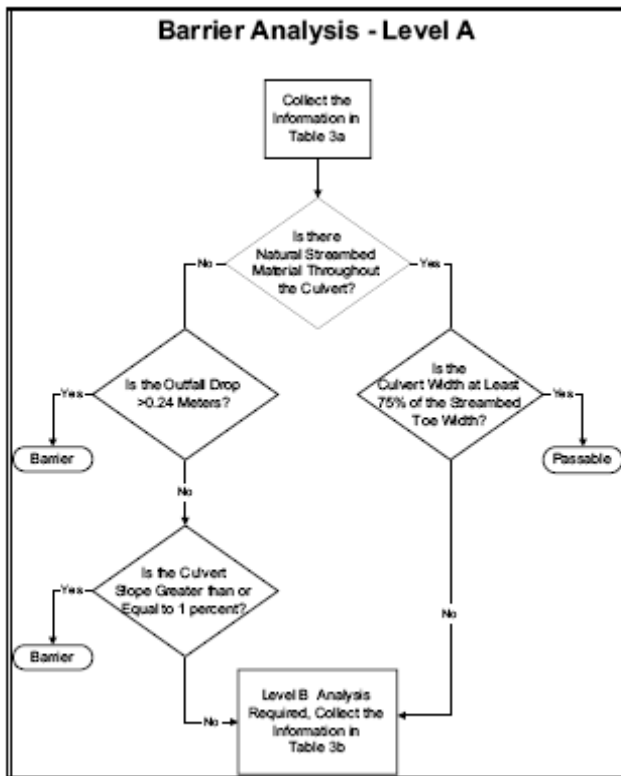 Barrier Analysis - Level A
Collect the
Information in
Table 3a
Is there
Natural Streambed
Material Throughout
the Culvert?
No
Yes
Is the Outfall Drop
>0.24 Meters?
Is the
Culvert Width at Least
75% of the Streambed
Toe Width?
Yes
Yes
Barrier
Passable
No
Is the Culvert
Slope Greater than or
Equal to 1 percent?
Yes
No
Barrier
Level B Analysis
Required, Collect the
Information in
Table 3b
No